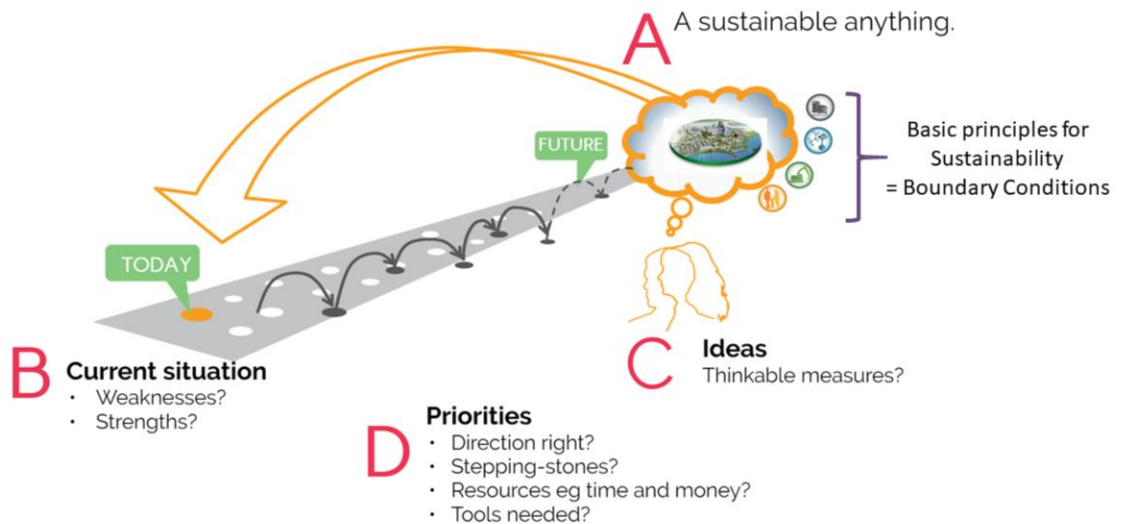 A
A sustainable anything.
FUTURE
Basic principles for
Sustainability
= Boundary Conditions
TODAY
B
Current situation
• Weaknesses?
• Strengths?
C
Ideas
Thinkable measures?
D
Priorities
• Direction right?
• Stepping-stones?
• Resources eg time and money?
• Tools needed?